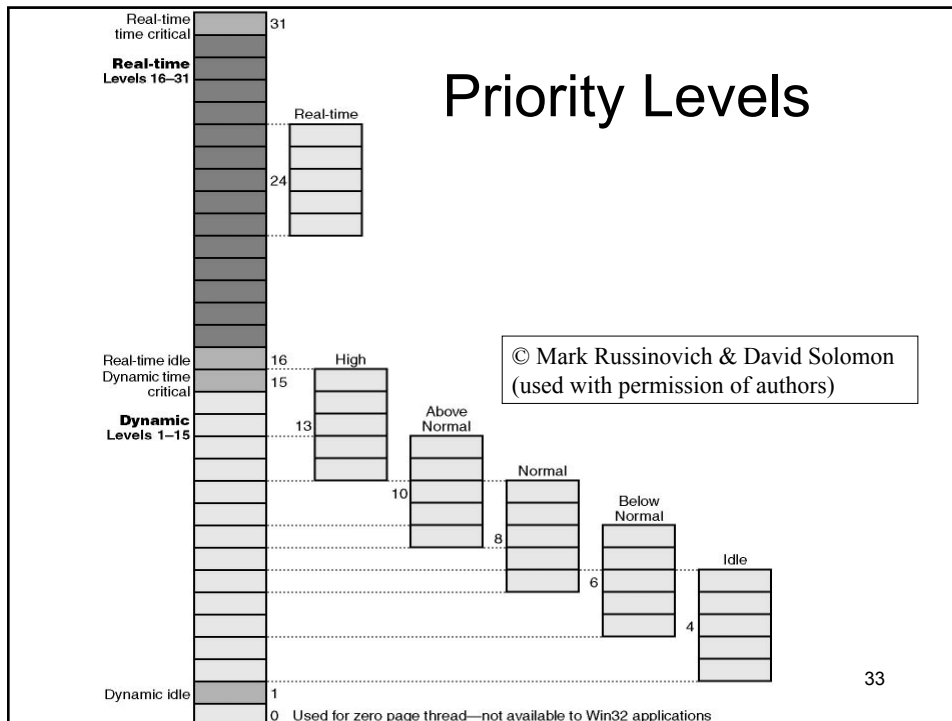 Priority Levels
Real-time
time critical
31
Real-time
Levels 16–31
Real-time
24
© Mark Russinovich & David Solomon
(used with permission of authors)
Real-time idle
16
Dynamic time
critical
15
High
Dynamic
Levels 1–15
13
Above
Normal
10
Normal
8
Below
Normal
6
Idle
4
33
Dynamic idle
1
0 Used for zero page thread—not available to Win32 applications